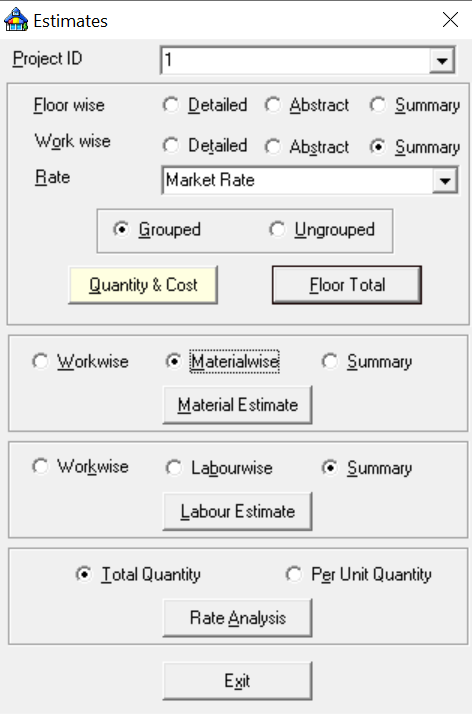 Estimates
Project ID 1
Floor wise Detailed Abstract Summary
Work wise Detailed Abstract Summary
Rate Market Rate
Grouped Ungrouped
Quantity & Cost Floor Total
Workwise Materialwise Summary
Material Estimate
Workwise Labourwise Summary
Labour Estimate
Total Quantity Per Unit Quantity
Rate Analysis
Exit